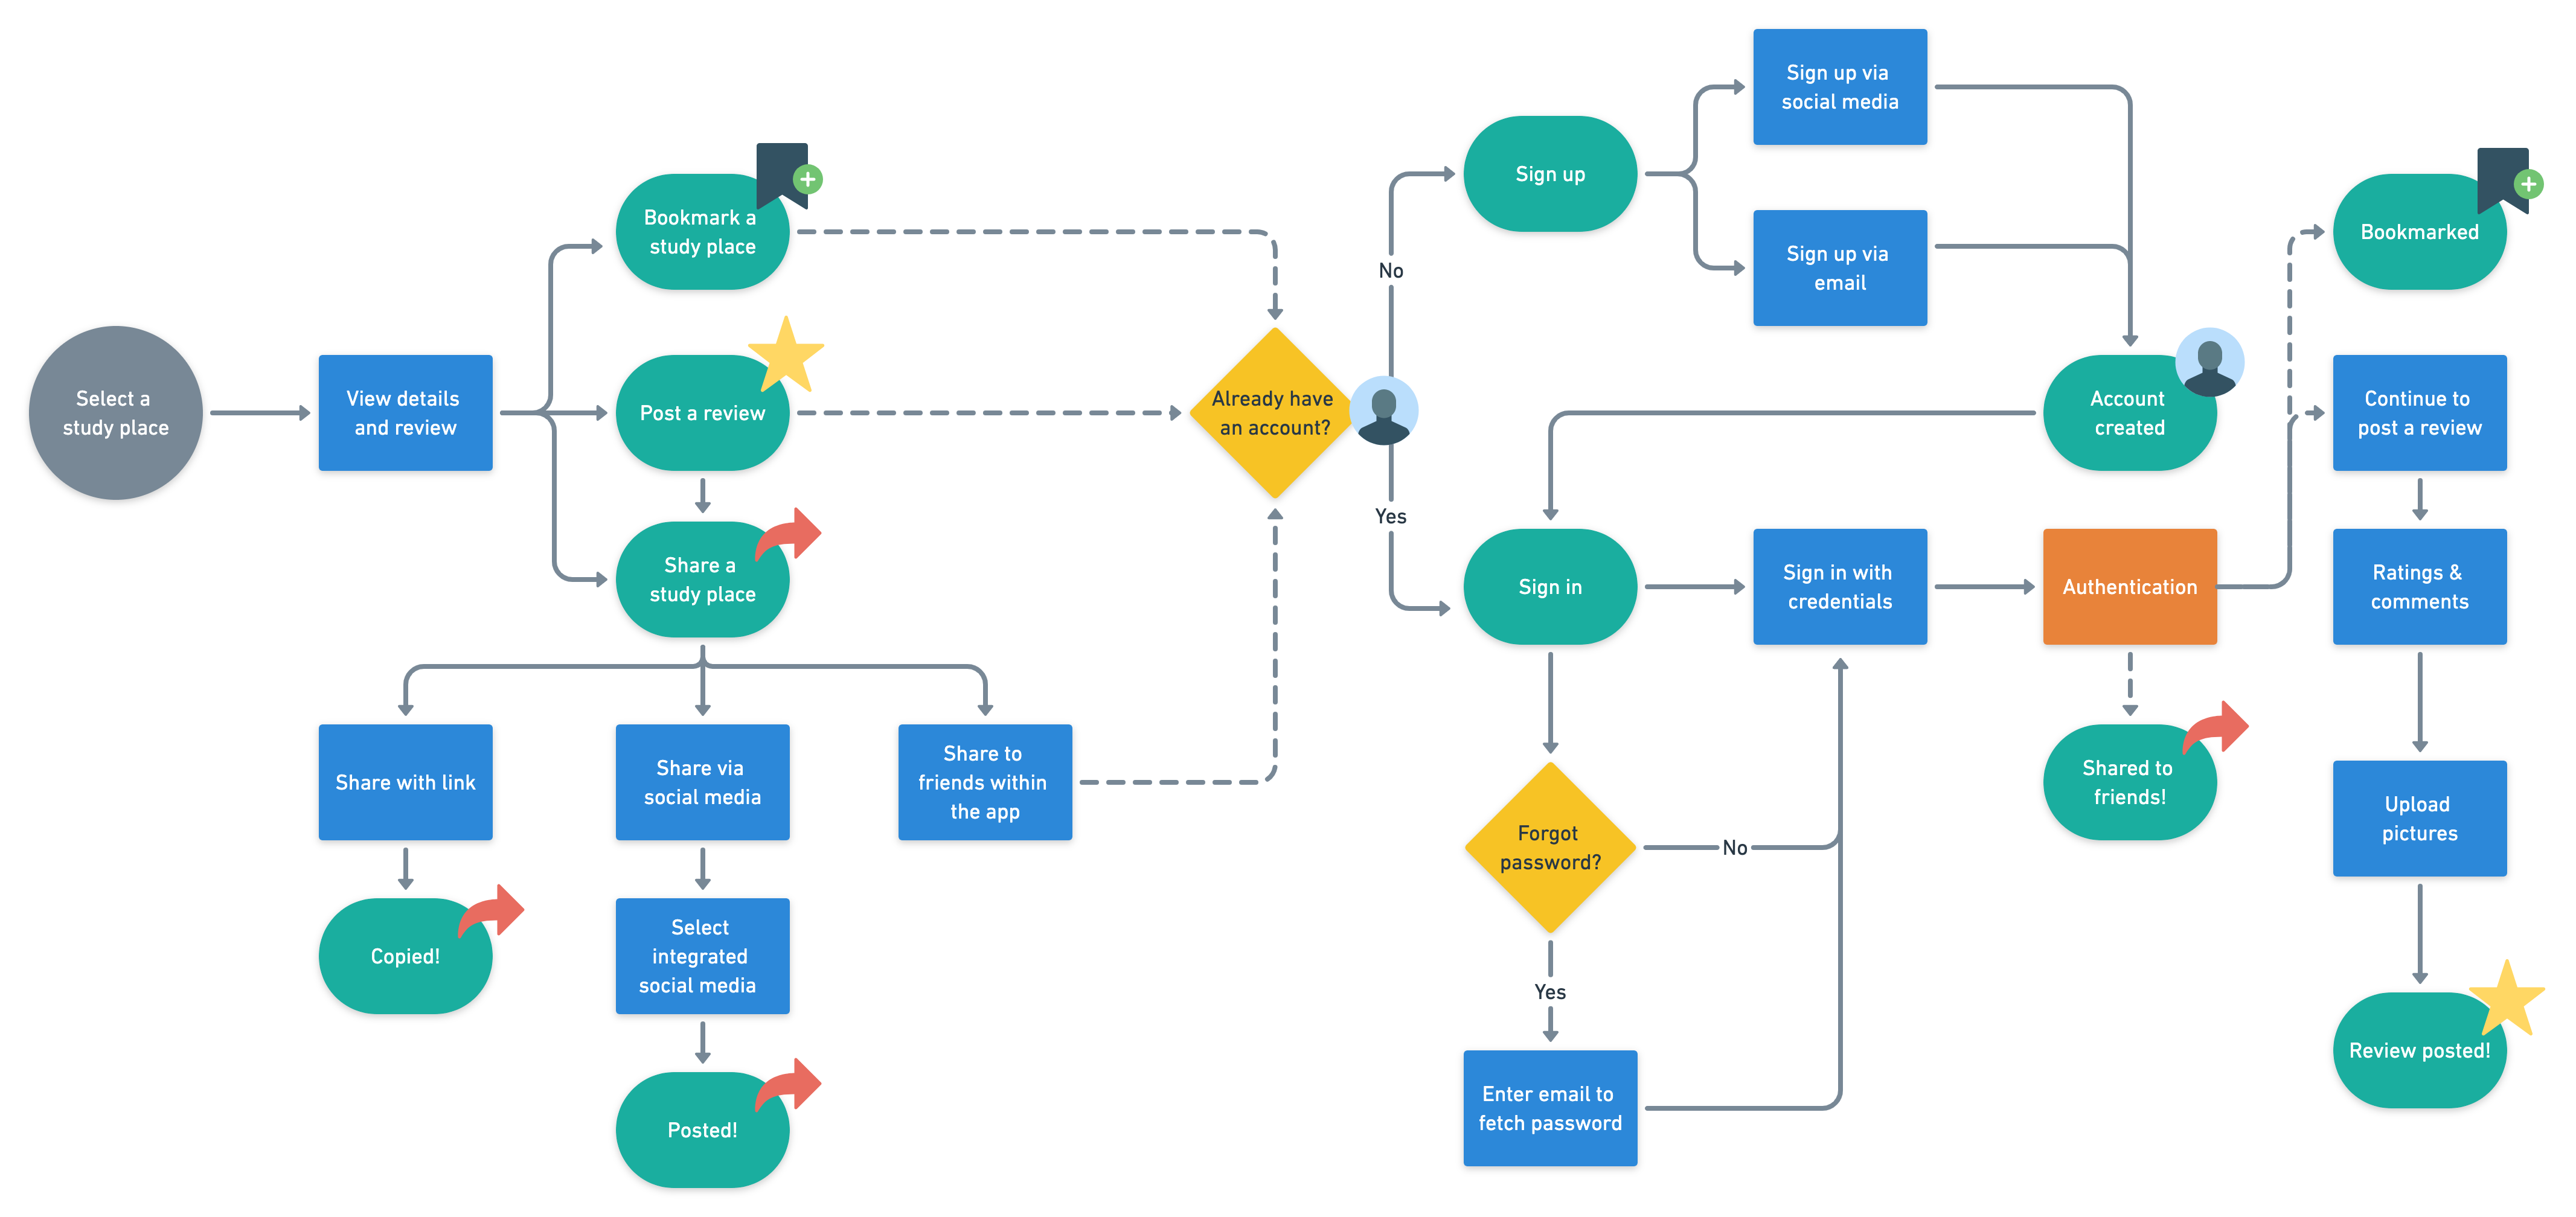 Select a
study place
View details
and review
Bookmark a
study place
Post a review
Share a
study place
Share with link
Share via
social media
Share to
friends within
the app
Copied!
Select
integrated
social media
Posted!
Already have
an account?
No
Yes
Sign up
Sign up via
social media
Sign up via
email
Account
created
Sign in
Sign in with
credentials
Authentication
Forgot
password?
No
Yes
Enter email to
fetch password
Shared to
friends!
Bookmarked
Continue to
post a review
Ratings &
comments
Upload
pictures
Review posted!